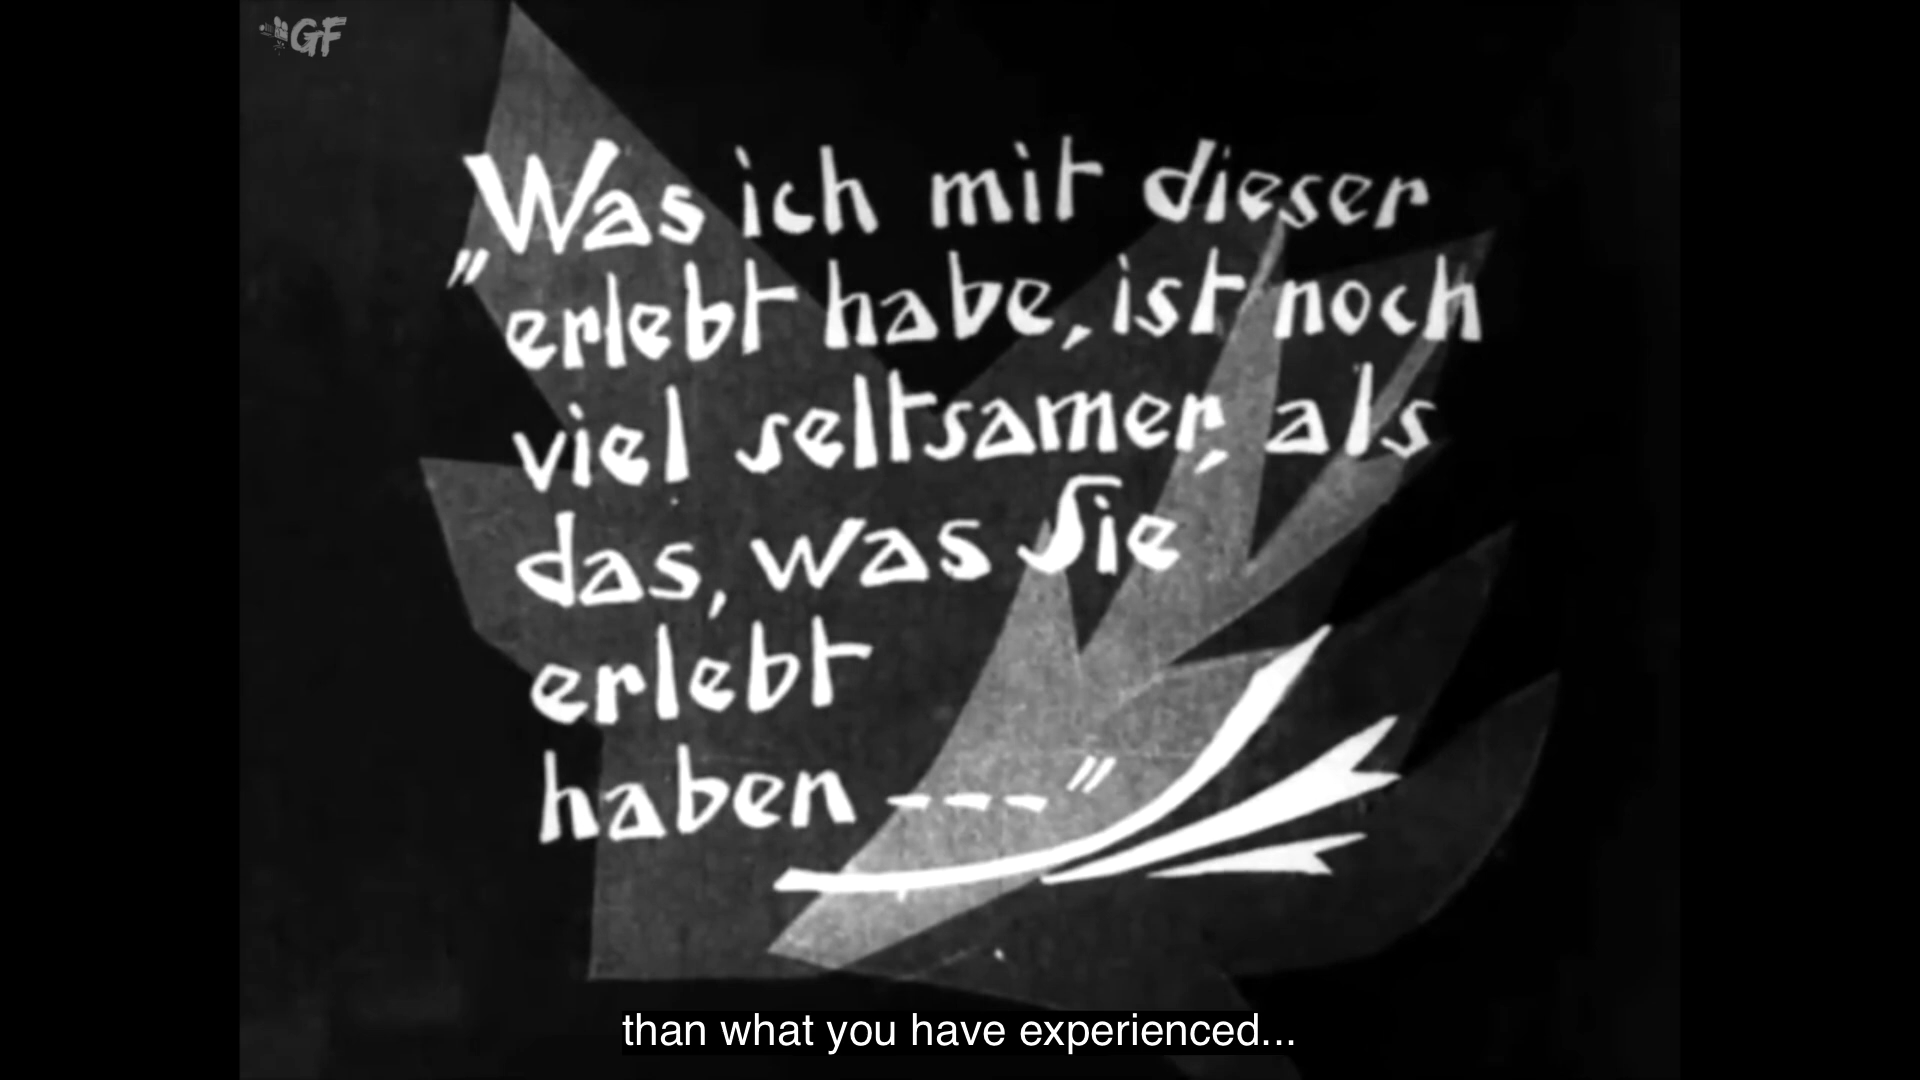 GF
„Was ich mit dieser
erlebt habe, ist noch
viel seltsamer, als
das, was Sie
erlebt
haben ---"
than what you have experienced...